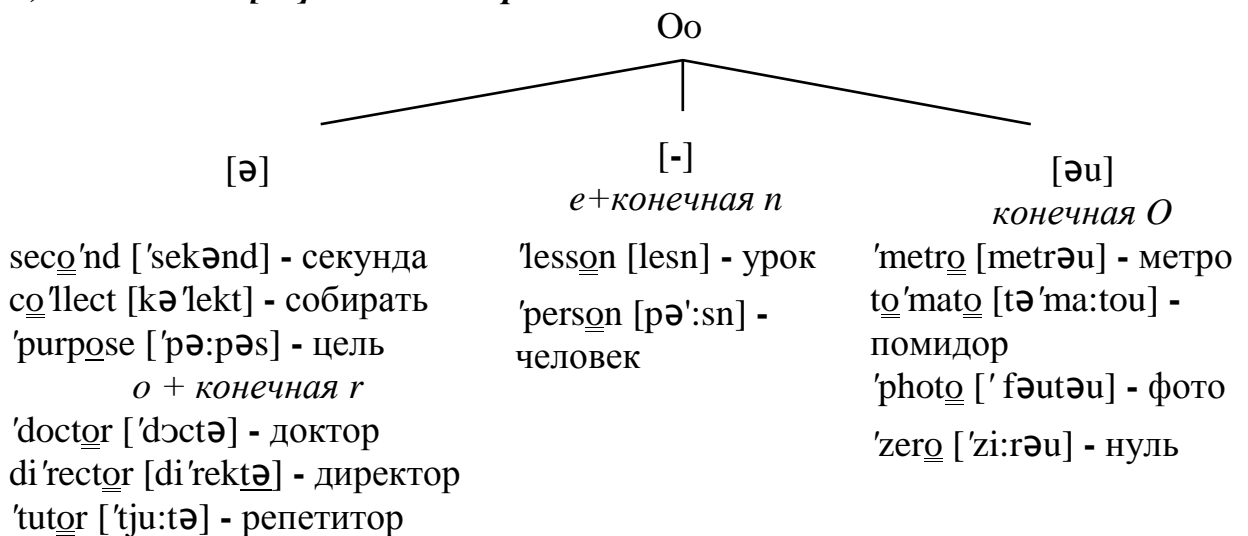 Oo
[ə]
seco'nd ['sekənd] - секунда
co'llect [kə'lekt] - собирать
'purpose ['pə:pəs] - цель
o + конечная r
'doctor ['dɔctə] - доктор
di'rector [di'rektə] - директор
'tutor ['tju:tə] - репетитор
[-]
e+конечная n
'lesson [lesn] - урок
'person [pə':sn] -
человек
[əu]
конечная O
'metro [metrəu] - метро
to'mato [tə'ma:tou] -
помидор
'photo [' fəutəu] - фото
'zero ['zi:rəu] - нуль